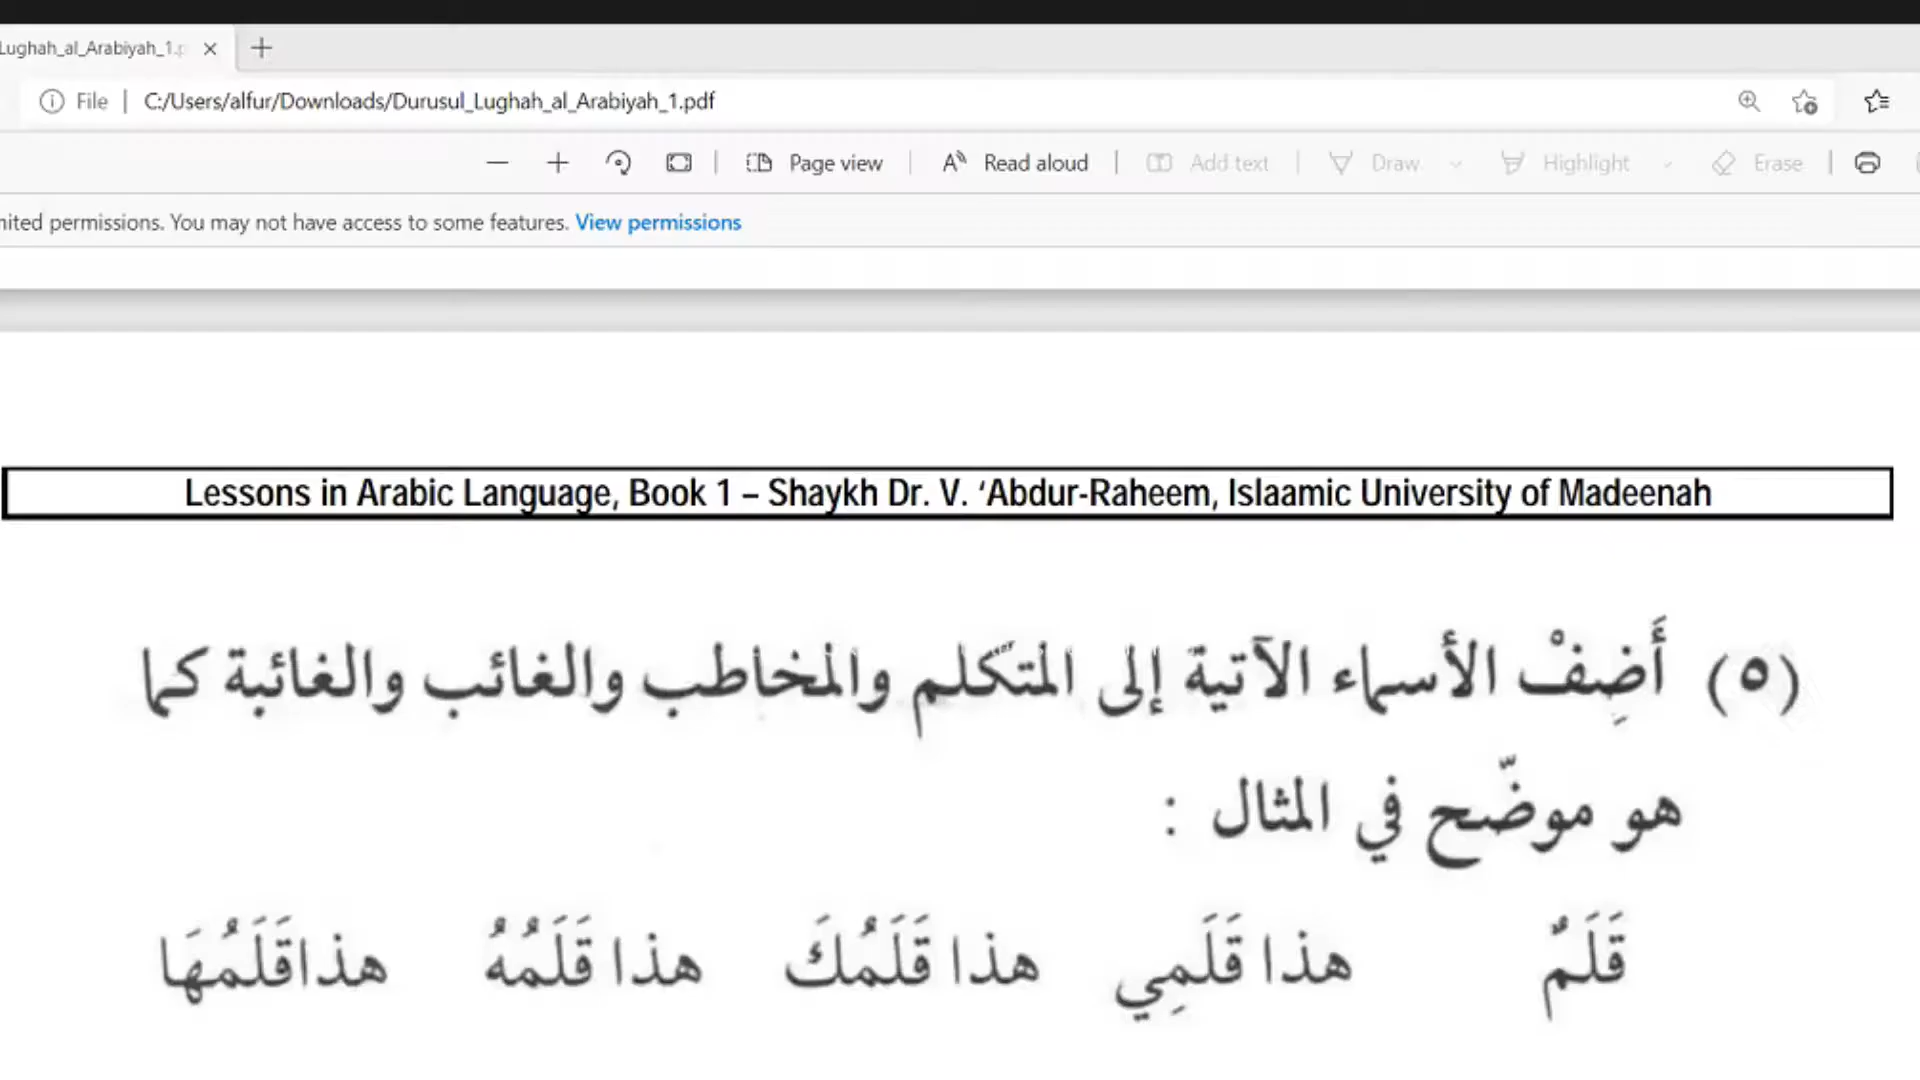 Lughah_al_Arabiyah_1.p
File | C:/Users/alfur/Downloads/Durusul_Lughah_al_Arabiyah_1.pdf
Page view | Read aloud | Add text | Draw | Highlight | Erase
permissions. You may not have access to some features. View permissions
Lessons in Arabic Language, Book 1 – Shaykh Dr. V. ‘Abdur-Raheem, Islaamic University of Madeenah
(٥) أَضِفْ الأسماء الآتية إلى المتكلم والمخاطب والغائب والغائبة كما
هو موضّح في المثال :
قَلَمٌ هذا قَلَمِي هذا قَلَمُكَ هذا قَلَمُهُ هذا قَلَمُهَا